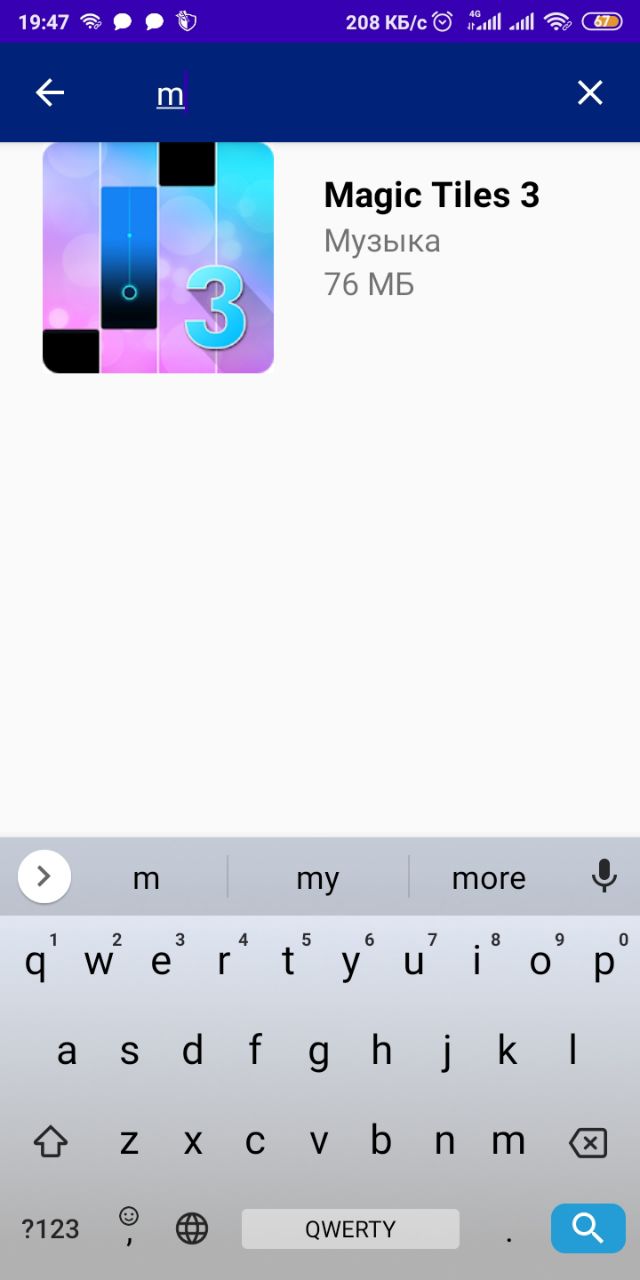 19:47 208 КБ/с 4G 67
m
Magic Tiles 3
Музыка
76 МБ
3
m my more
1 2 3 4 5 6 7 8 9 0
q w e r t y u i o p
a s d f g h j k l
z x c v b n m
?123 , QWERTY .